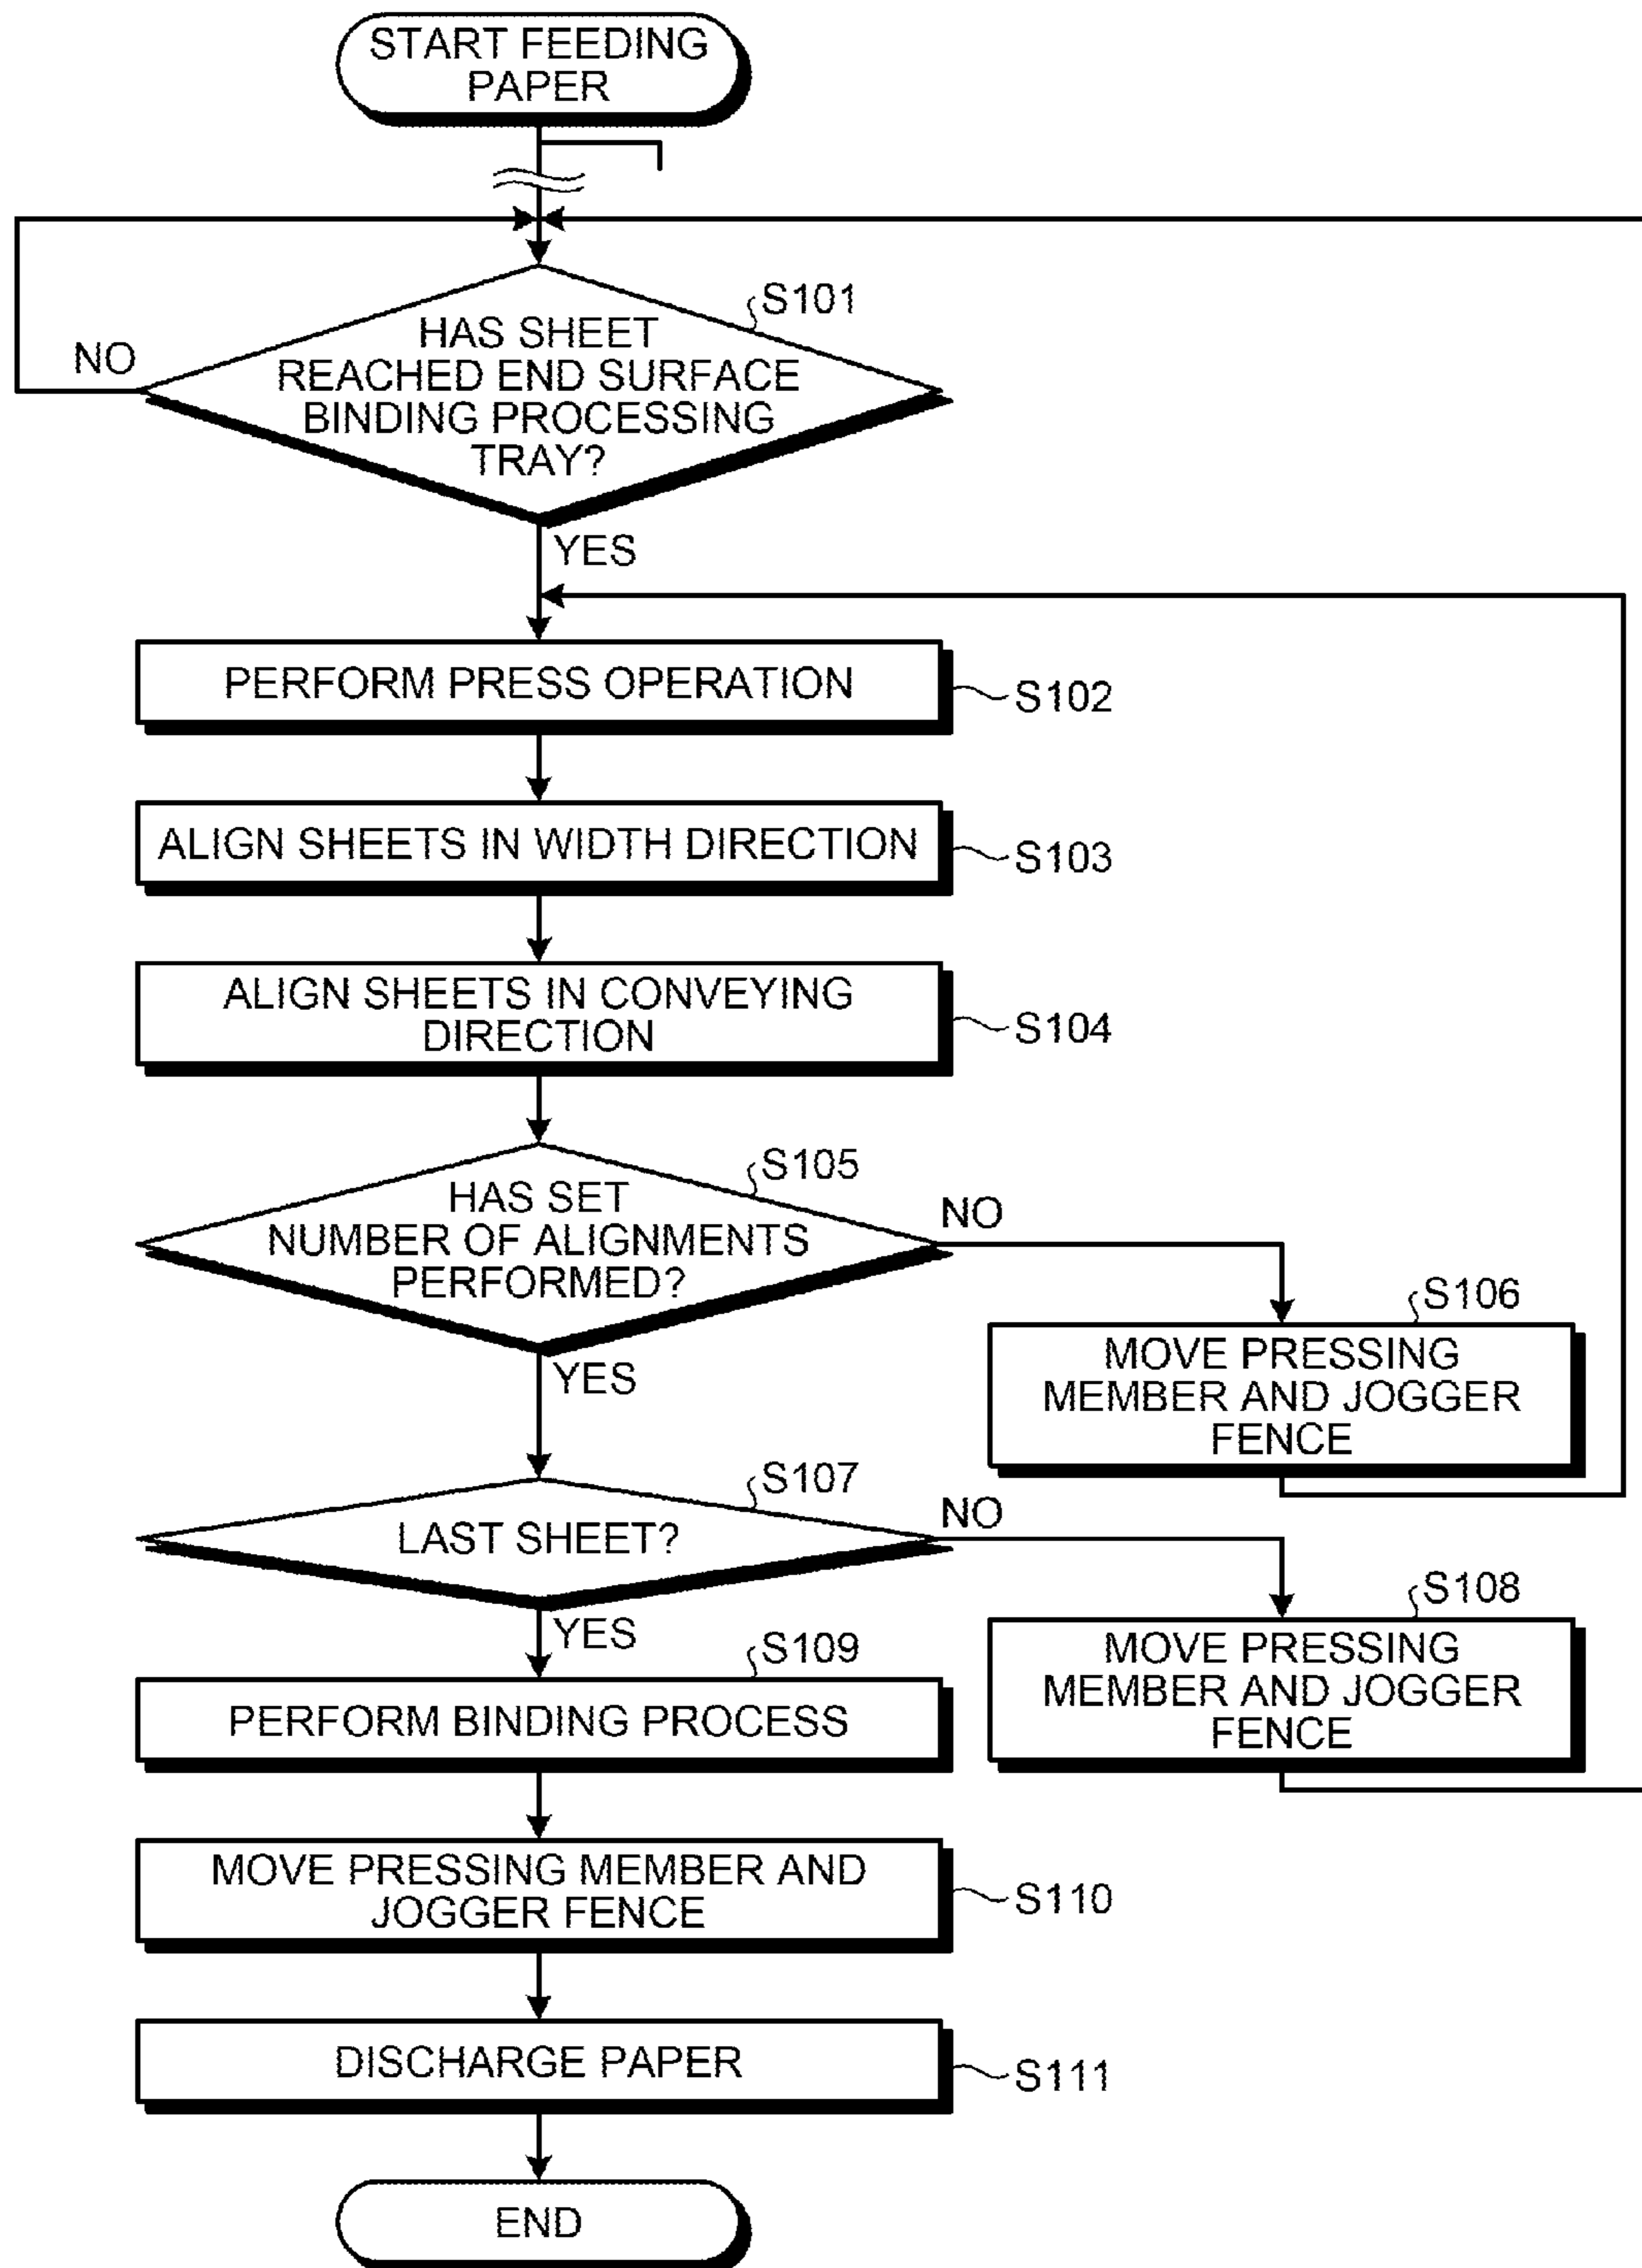 START FEEDING
PAPER
S101
HAS SHEET
REACHED END SURFACE
BINDING PROCESSING
TRAY?
NO
YES
PERFORM PRESS OPERATION
S102
ALIGN SHEETS IN WIDTH DIRECTION
S103
ALIGN SHEETS IN CONVEYING
DIRECTION
S104
S105
HAS SET
NUMBER OF ALIGNMENTS
PERFORMED?
NO
YES
S106
MOVE PRESSING
MEMBER AND JOGGER
FENCE
S107
LAST SHEET?
NO
YES
S108
MOVE PRESSING
MEMBER AND JOGGER
FENCE
S109
PERFORM BINDING PROCESS
MOVE PRESSING MEMBER AND
JOGGER FENCE
S110
DISCHARGE PAPER
S111
END